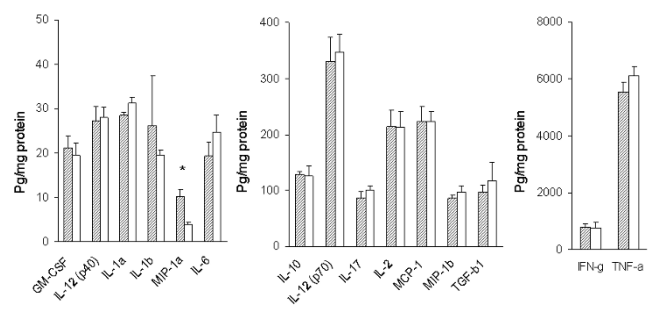 Pg/mg protein
50
40
30
20
10
0
*
GM-CSF
IL-12 (p40)
IL-1a
IL-1b
MIP-1a
IL-6
Pg/mg protein
400
300
200
100
0
IL-10
IL-12 (p70)
IL-17
IL-2
MCP-1
MIP-1b
TGF-b1
Pg/mg protein
8000
6000
4000
2000
0
IFN-g
TNF-a